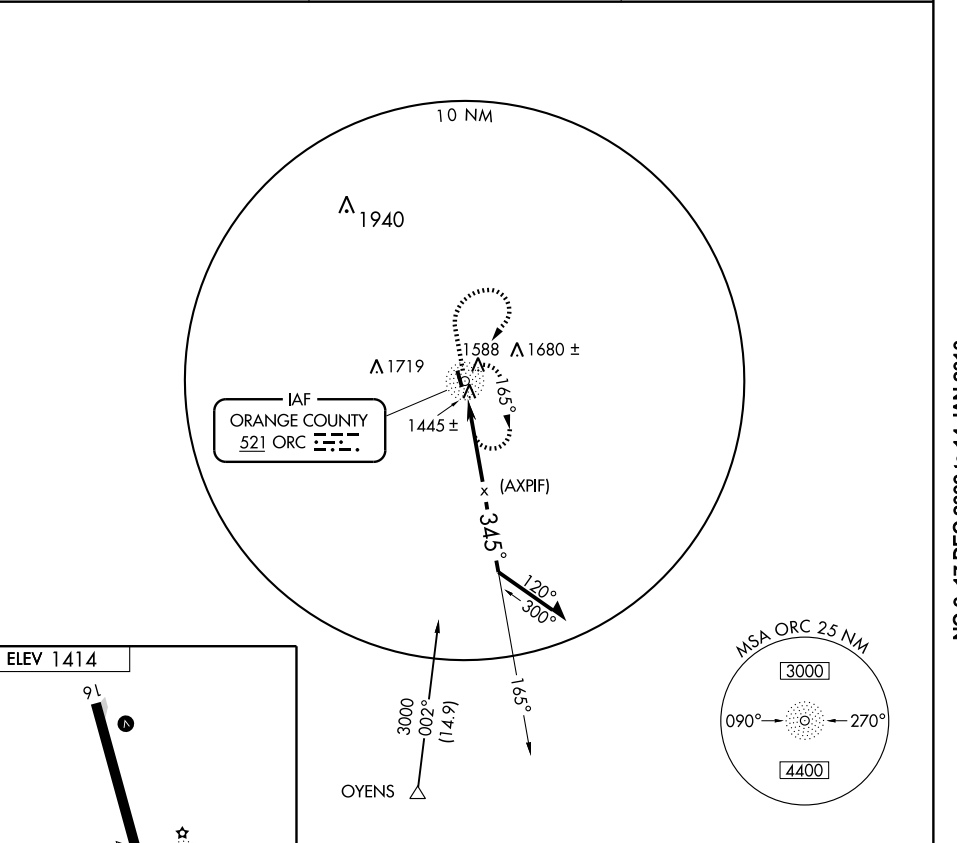 10 NM
1940
1588
1680 ±
1719
165°
IAF
ORANGE COUNTY
521 ORC
1445 ±
(AXPIF)
345°
120°
300°
165°
3000
002°
(14.9)
OYENS
ELEV 1414
16
V
MSA ORC 25 NM
3000
090°
270°
4400